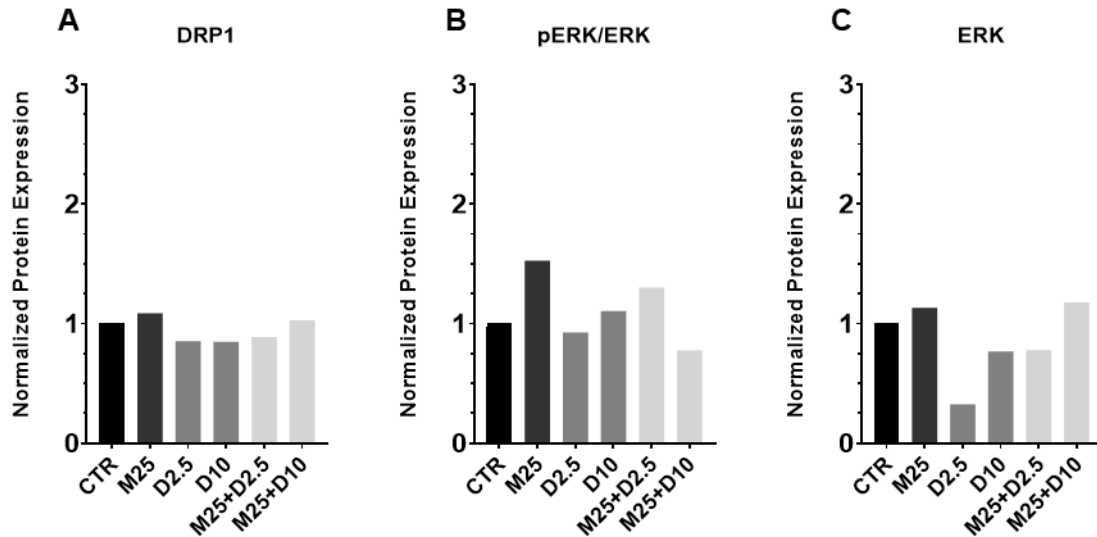 A
DRP1
Normalized Protein Expression
3
2
1
0
CTR
M25
D2.5
D10
M25+D2.5
M25+D10
B
pERK/ERK
Normalized Protein Expression
3
2
1
0
CTR
M25
D2.5
D10
M25+D2.5
M25+D10
C
ERK
Normalized Protein Expression
3
2
1
0
CTR
M25
D2.5
D10
M25+D2.5
M25+D10